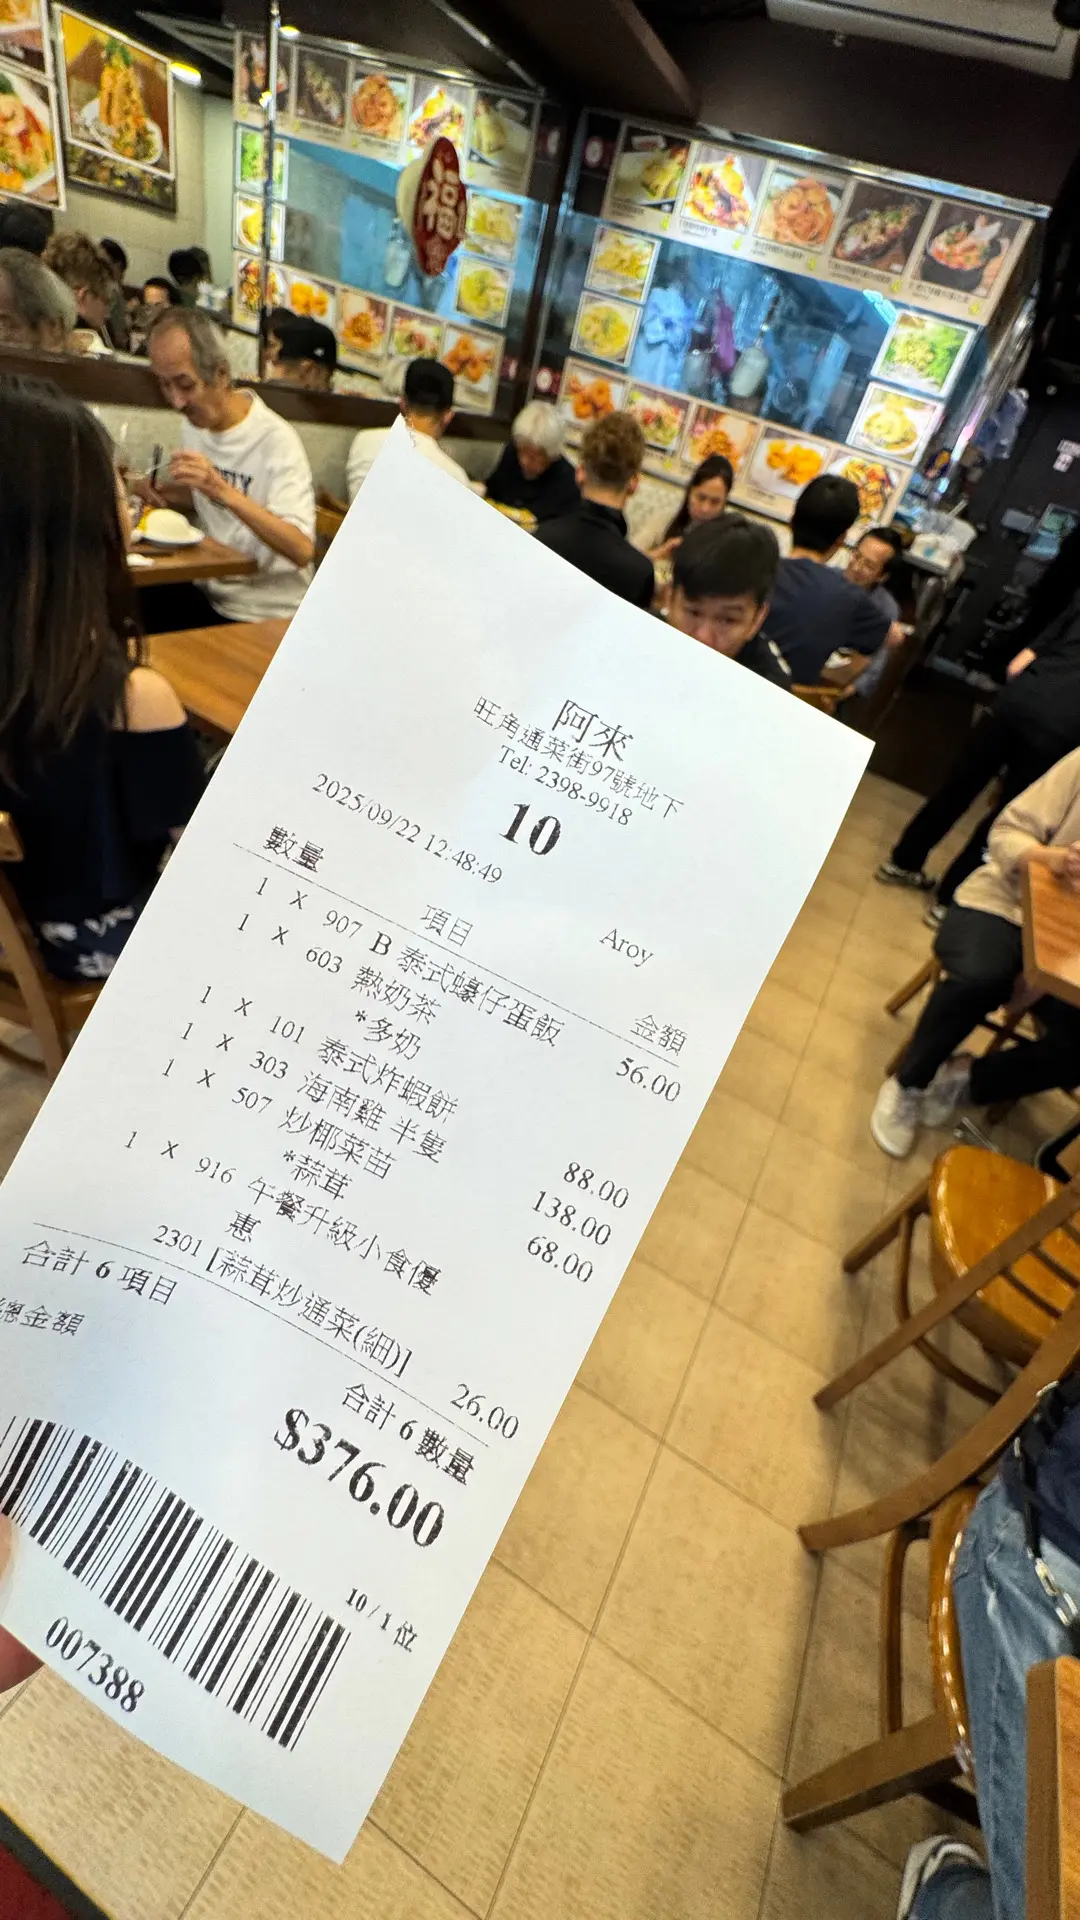 福
阿來
旺角通菜街97號地下
Tel: 2398-9918
10
2025/09/22 12:48:49
Aroy
數量 項目 金額
1 X 907 B 泰式蠔仔蛋飯 56.00
1 X 603 熱奶茶
*多奶
1 X 101 泰式炸蝦餅 88.00
1 X 303 海南雞 半隻 138.00
1 X 507 炒椰菜苗 68.00
*蒜茸
1 X 916 午餐升級小食優
惠
2301 [蒜茸炒通菜(細)] 26.00
合計 6 項目 合計 6 數量
總金額 $376.00
10 / 1 位
007388